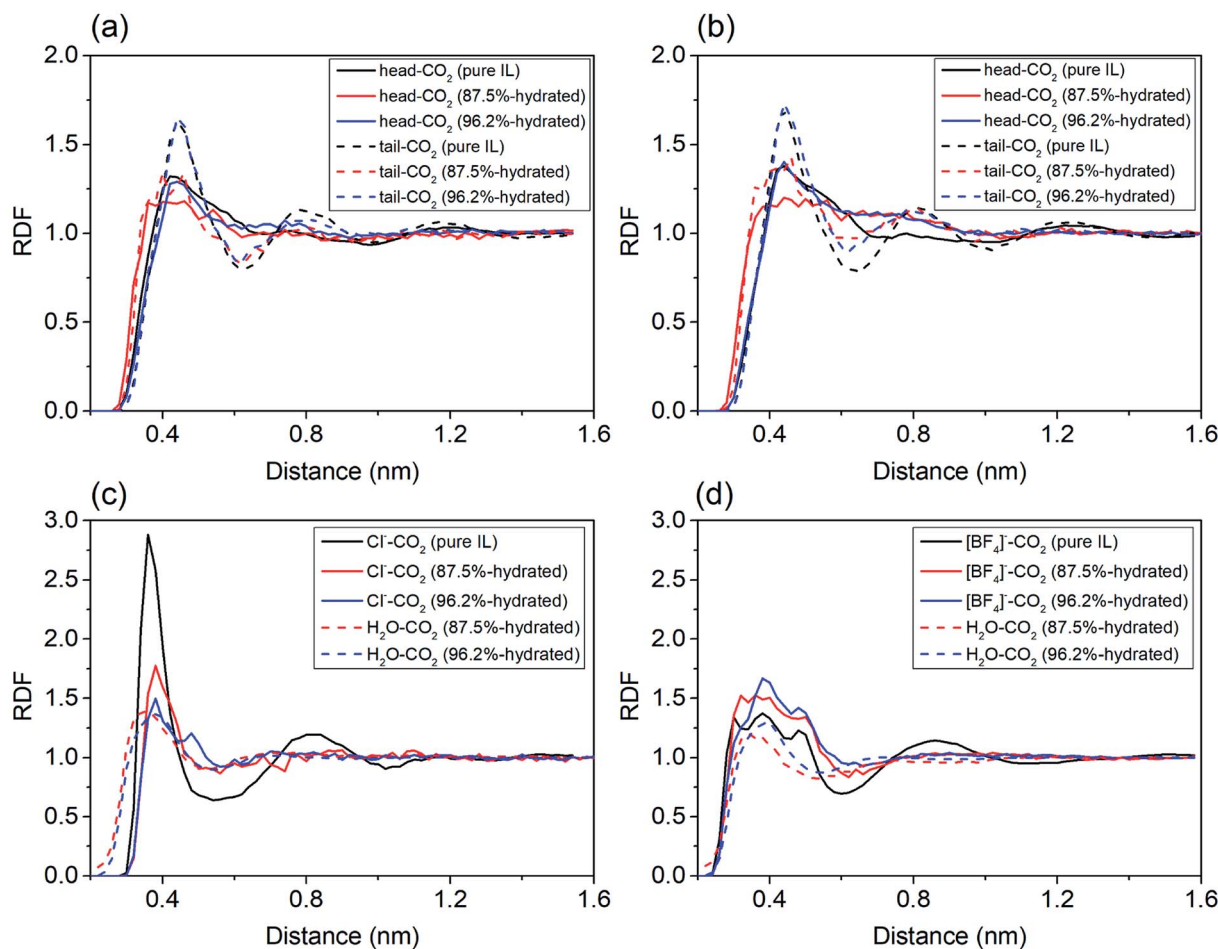 (a)
2.0
1.5
1.0
0.5
0.0
RDF
head-CO₂ (pure IL)
head-CO₂ (87.5%-hydrated)
head-CO₂ (96.2%-hydrated)
tail-CO₂ (pure IL)
tail-CO₂ (87.5%-hydrated)
tail-CO₂ (96.2%-hydrated)
0.4 0.8 1.2 1.6
Distance (nm)
(b)
2.0
1.5
1.0
0.5
0.0
RDF
head-CO₂ (pure IL)
head-CO₂ (87.5%-hydrated)
head-CO₂ (96.2%-hydrated)
tail-CO₂ (pure IL)
tail-CO₂ (87.5%-hydrated)
tail-CO₂ (96.2%-hydrated)
0.4 0.8 1.2 1.6
Distance (nm)
(c)
3.0
2.5
2.0
1.5
1.0
0.5
0.0
RDF
Cl⁻-CO₂ (pure IL)
Cl⁻-CO₂ (87.5%-hydrated)
Cl⁻-CO₂ (96.2%-hydrated)
H₂O-CO₂ (87.5%-hydrated)
H₂O-CO₂ (96.2%-hydrated)
0.4 0.8 1.2 1.6
Distance (nm)
(d)
3.0
2.5
2.0
1.5
1.0
0.5
0.0
RDF
[BF₄]⁻-CO₂ (pure IL)
[BF₄]⁻-CO₂ (87.5%-hydrated)
[BF₄]⁻-CO₂ (96.2%-hydrated)
H₂O-CO₂ (87.5%-hydrated)
H₂O-CO₂ (96.2%-hydrated)
0.4 0.8 1.2 1.6
Distance (nm)